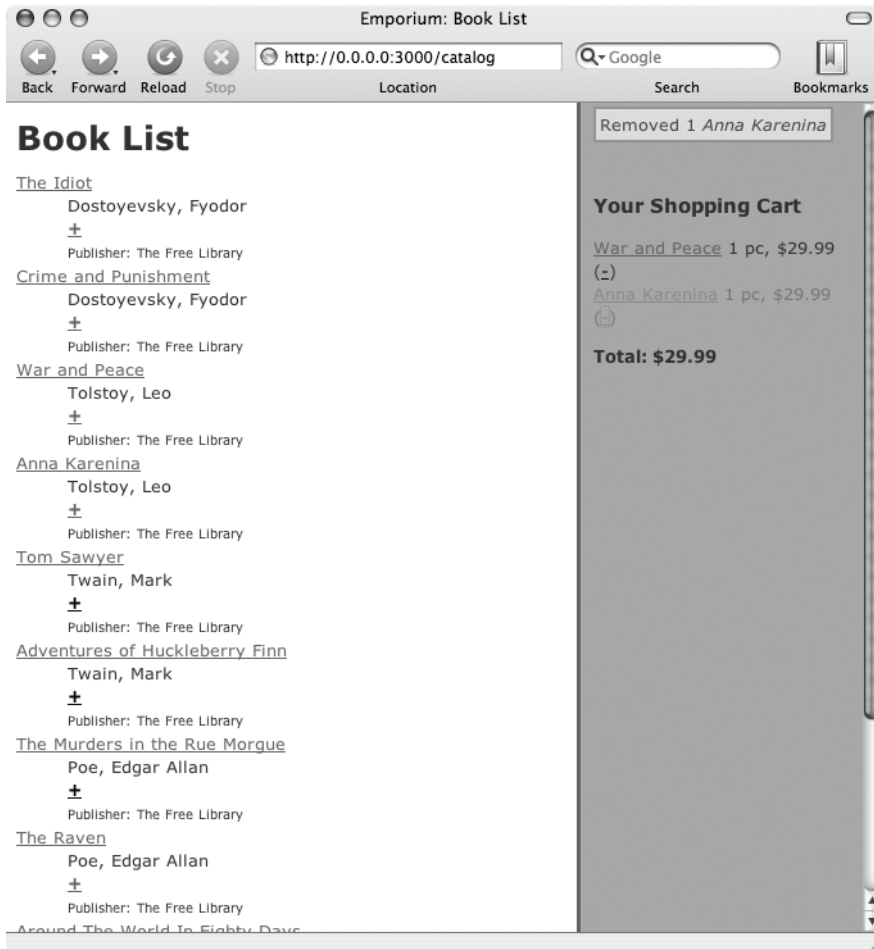 Emporium: Book List
http://0.0.0.0:3000/catalog
Google
Back Forward Reload Stop Location Search Bookmarks
Book List
The Idiot
Dostoyevsky, Fyodor
+
Publisher: The Free Library
Crime and Punishment
Dostoyevsky, Fyodor
+
Publisher: The Free Library
War and Peace
Tolstoy, Leo
+
Publisher: The Free Library
Anna Karenina
Tolstoy, Leo
+
Publisher: The Free Library
Tom Sawyer
Twain, Mark
+
Publisher: The Free Library
Adventures of Huckleberry Finn
Twain, Mark
+
Publisher: The Free Library
The Murders in the Rue Morgue
Poe, Edgar Allan
+
Publisher: The Free Library
The Raven
Poe, Edgar Allan
+
Publisher: The Free Library
Around The World In Eighty Days
Removed 1 Anna Karenina
Your Shopping Cart
War and Peace 1 pc, $29.99
(-)
Anna Karenina 1 pc, $29.99
(-)
Total: $29.99